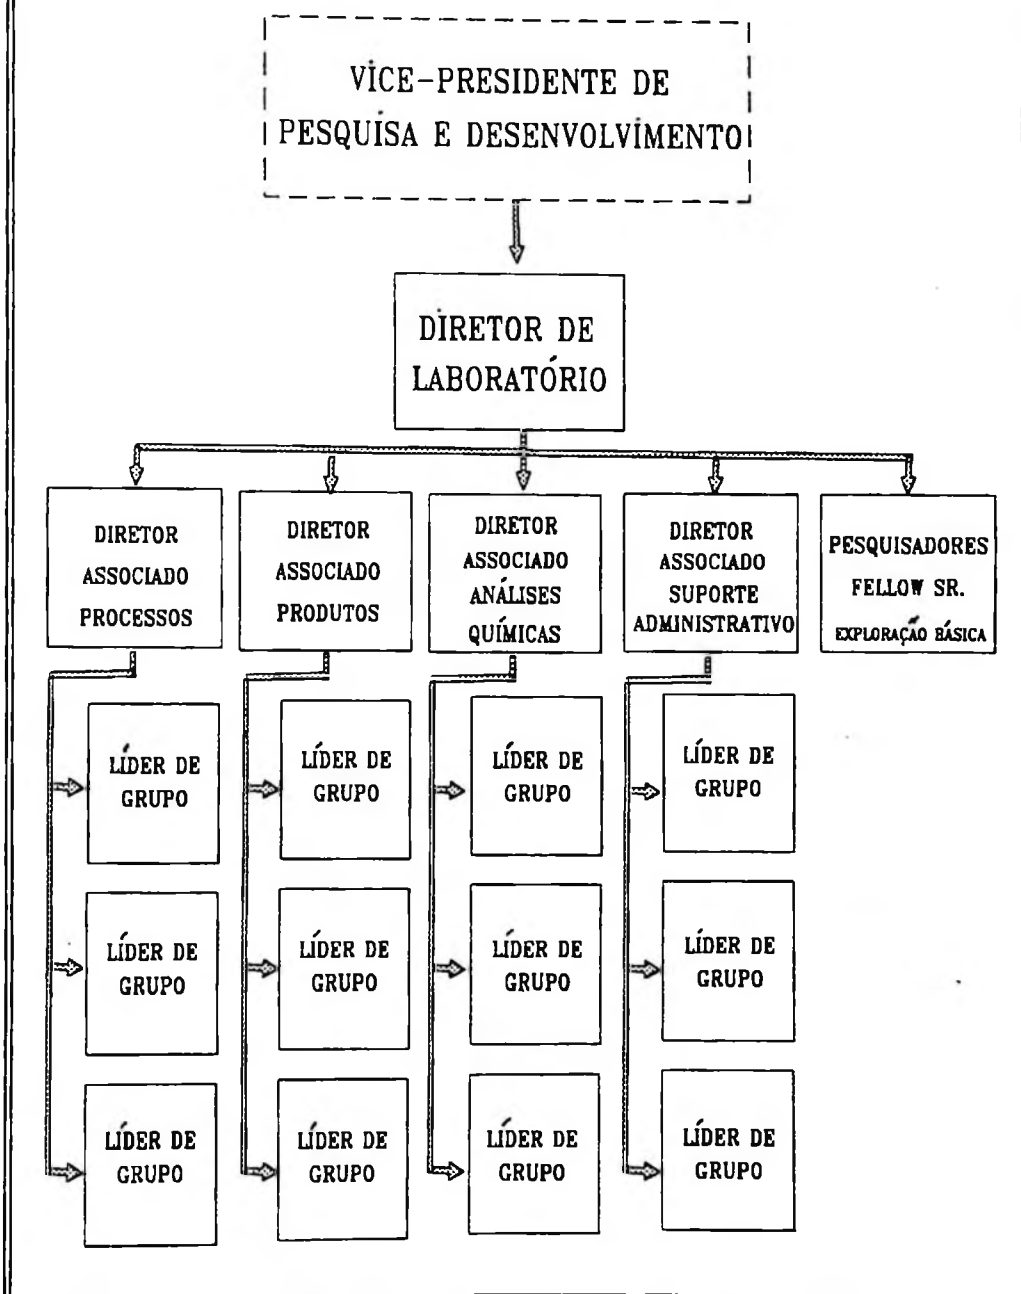 VICE-PRESIDENTE DE
PESQUISA E DESENVOLVIMENTO
DIRETOR DE
LABORATÓRIO
DIRETOR
ASSOCIADO
PROCESSOS
DIRETOR
ASSOCIADO
PRODUTOS
DIRETOR
ASSOCIADO
ANÁLISES
QUÍMICAS
DIRETOR
ASSOCIADO
SUPORTE
ADMINISTRATIVO
PESQUISADORES
FELLOW SR.
EXPLORAÇÃO BÁSICA
LÍDER DE
GRUPO
LÍDER DE
GRUPO
LÍDER DE
GRUPO
LÍDER DE
GRUPO
LÍDER DE
GRUPO
LÍDER DE
GRUPO
LÍDER DE
GRUPO
LÍDER DE
GRUPO
LÍDER DE
GRUPO
LÍDER DE
GRUPO
LÍDER DE
GRUPO
LÍDER DE
GRUPO